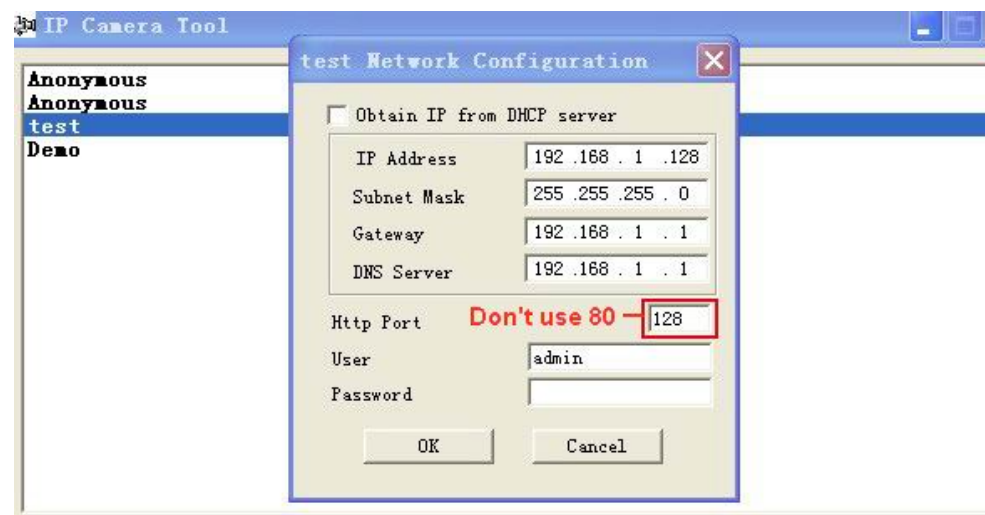 IP Camera Tool
Anonymous
Anonymous
test
Demo
test Network Configuration
Obtain IP from DHCP server
IP Address 192 .168 . 1 .128
Subnet Mask 255 .255 .255 . 0
Gateway 192 .168 . 1 . 1
DNS Server 192 .168 . 1 . 1
Http Port Don't use 80 128
User admin
Password
OK Cancel